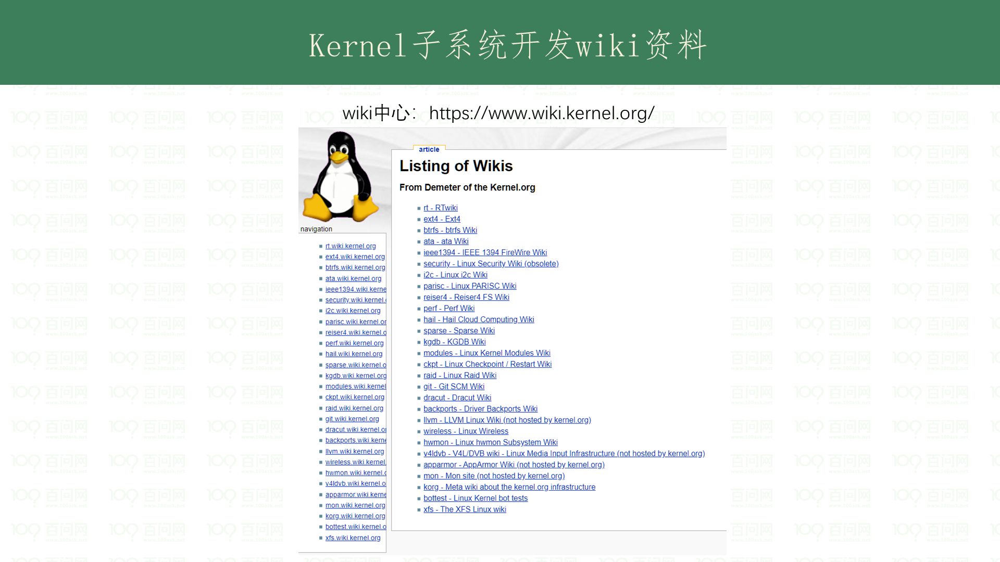 Kernel子系统开发wiki资料
wiki中心：https://www.wiki.kernel.org/
article
Listing of Wikis
From Demeter of the Kernel.org
rt - RTwiki
ext4 - Ext4
btrfs - btrfs Wiki
ata - ata Wiki
ieee1394 - IEEE 1394 FireWire Wiki
security - Linux Security Wiki (obsolete)
i2c - Linux i2c Wiki
parisc - Linux PARISC Wiki
reiser4 - Reiser4 FS Wiki
perf - Perf Wiki
hail - Hail Cloud Computing Wiki
sparse - Sparse Wiki
kgdb - KGDB Wiki
modules - Linux Kernel Modules Wiki
ckpt - Linux Checkpoint / Restart Wiki
raid - Linux Raid Wiki
git - Git SCM Wiki
dracut - Dracut Wiki
backports - Driver Backports Wiki
llvm - LLVM Linux Wiki (not hosted by kernel.org)
wireless - Linux Wireless
hwmon - Linux hwmon Subsystem Wiki
v4ldvb - V4L/DVB wiki - Linux Media Input Infrastructure (not hosted by kernel.org)
apparmor - AppArmor Wiki (not hosted by kernel.org)
mon - Mon site (not hosted by kernel.org)
korg - Meta wiki about the kernel.org infrastructure
bottest - Linux Kernel bot tests
xfs - The XFS Linux wiki
navigation
rt.wiki.kernel.org
ext4.wiki.kernel.org
btrfs.wiki.kernel.org
ata.wiki.kernel.org
ieee1394.wiki.kerne
security.wiki.kernel.
i2c.wiki.kernel.org
parisc.wiki.kernel.or
reiser4.wiki.kernel.o
perf.wiki.kernel.org
hail.wiki.kernel.org
sparse.wiki.kernel.o
kgdb.wiki.kernel.org
modules.wiki.kernel
ckpt.wiki.kernel.org
raid.wiki.kernel.org
git.wiki.kernel.org
dracut.wiki.kernel.or
backports.wiki.kerne
llvm.wiki.kernel.org
wireless.wiki.kernel.
hwmon.wiki.kernel.o
v4ldvb.wiki.kernel.o
apparmor.wiki.kerne
mon.wiki.kernel.org
korg.wiki.kernel.org
bottest.wiki.kernel.o
xfs.wiki.kernel.org
百问网
www.100ask.net